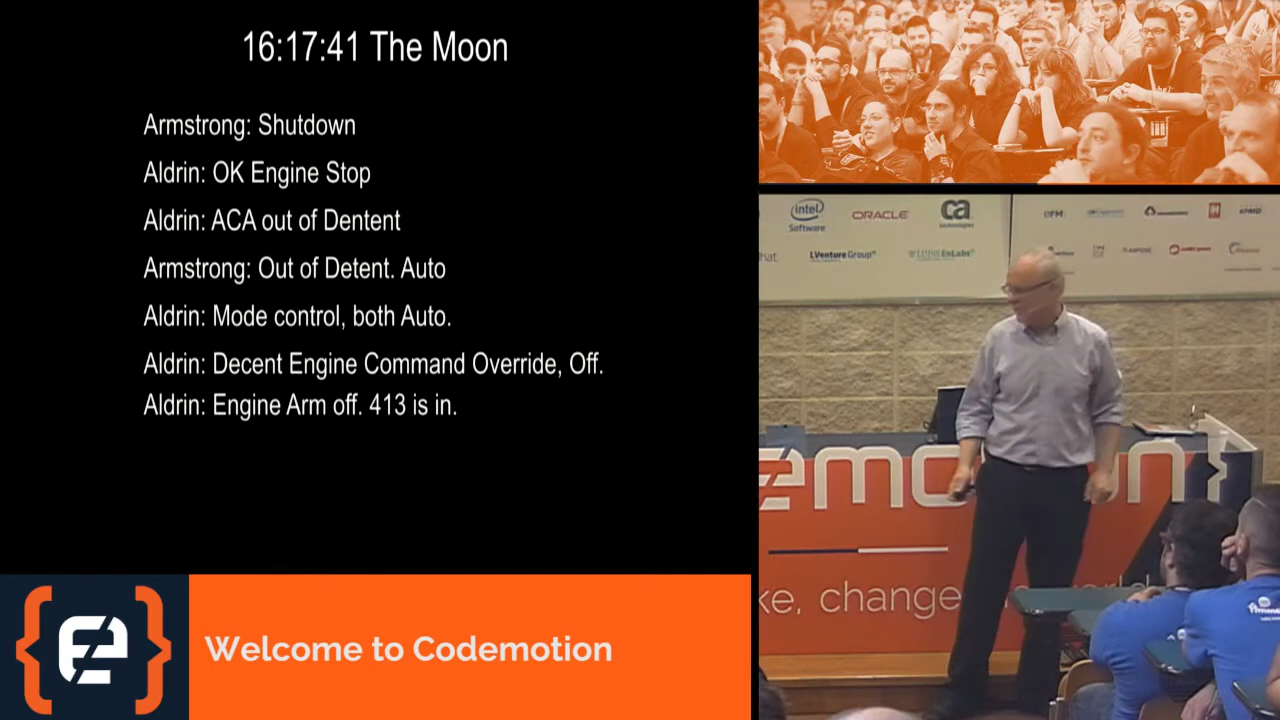 16:17:41 The Moon
Armstrong: Shutdown
Aldrin: OK Engine Stop
Aldrin: ACA out of Dentent
Armstrong: Out of Detent. Auto
Aldrin: Mode control, both Auto.
Aldrin: Decent Engine Command Override, Off.
Aldrin: Engine Arm off. 413 is in.
Welcome to Codemotion
intel
Software
ORACLE
ca
technologies
LVenture Group
emo on
ke, change